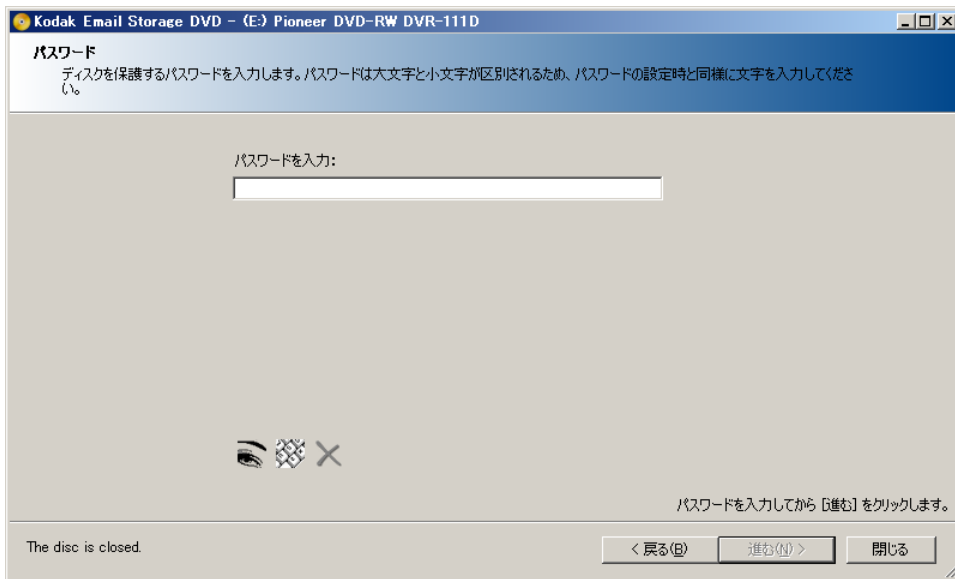 Kodak Email Storage DVD - (E:) Pioneer DVD-RW DVR-111D
パスワード
ディスクを保護するパスワードを入力します。パスワードは大文字と小文字が区別されるため、パスワードの設定時と同様に文字を入力してくださ
い。
パスワードを入力:
パスワードを入力してから [進む] をクリックします。
The disc is closed.
< 戻る(B)
進む(N) >
閉じる